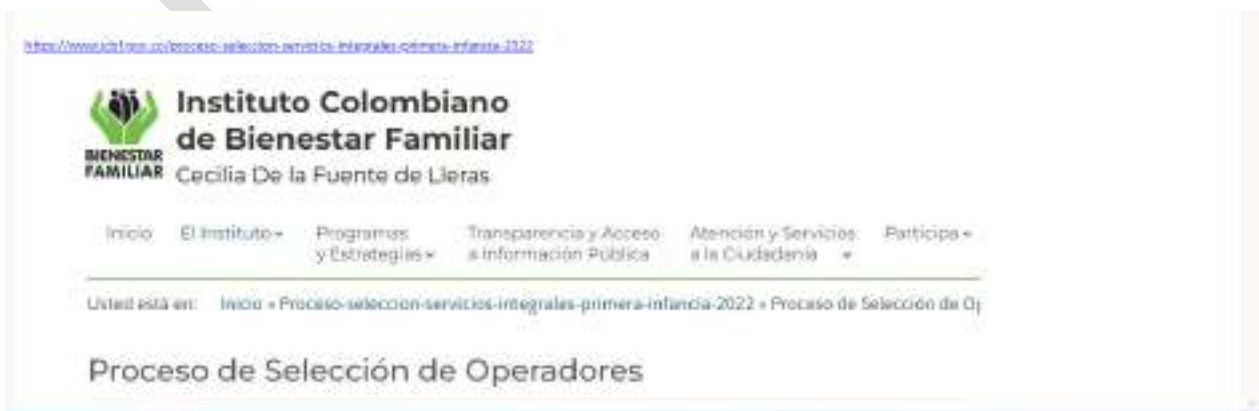 https://www.icbf.gov.co/proceso-seleccion-servicios-integrales-primera-infancia-2022
Instituto Colombiano
de Bienestar Familiar
Cecilia De la Fuente de Lleras
BIENESTAR
FAMILIAR
Inicio El Instituto Programas y Estrategias Transparencia y Acceso a Información Pública Atención y Servicios a la Ciudadanía Participa
Usted está en: Inicio » Proceso-seleccion-servicios-integrales-primera-infancia-2022 » Proceso de Selección de Op
Proceso de Selección de Operadores